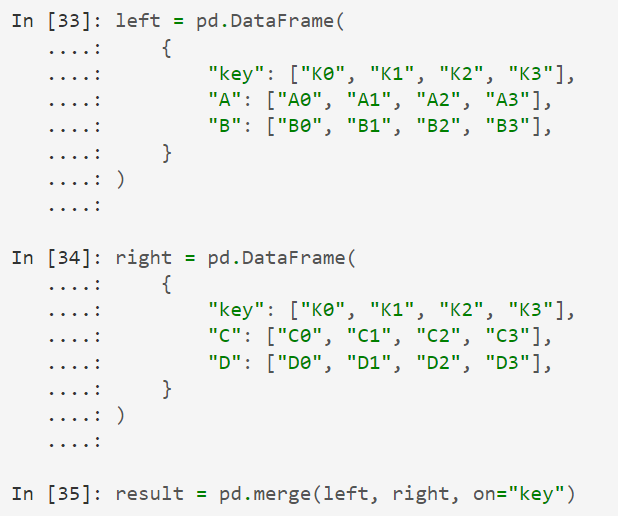 In [33]: left = pd.DataFrame(
   ....:     {
   ....:         "key": ["K0", "K1", "K2", "K3"],
   ....:         "A": ["A0", "A1", "A2", "A3"],
   ....:         "B": ["B0", "B1", "B2", "B3"],
   ....:     }
   ....: )
   ....:
In [34]: right = pd.DataFrame(
   ....:     {
   ....:         "key": ["K0", "K1", "K2", "K3"],
   ....:         "C": ["C0", "C1", "C2", "C3"],
   ....:         "D": ["D0", "D1", "D2", "D3"],
   ....:     }
   ....: )
   ....:
In [35]: result = pd.merge(left, right, on="key")